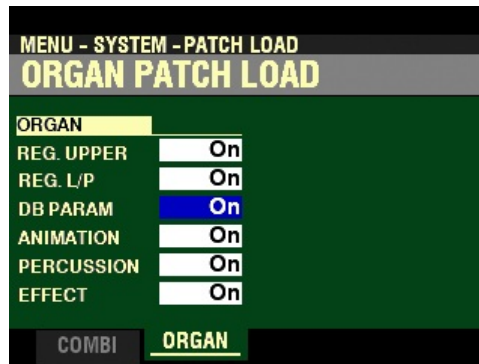 MENU - SYSTEM - PATCH LOAD
ORGAN PATCH LOAD
ORGAN
REG. UPPER On
REG. L/P On
DB PARAM On
ANIMATION On
PERCUSSION On
EFFECT On
COMBI ORGAN